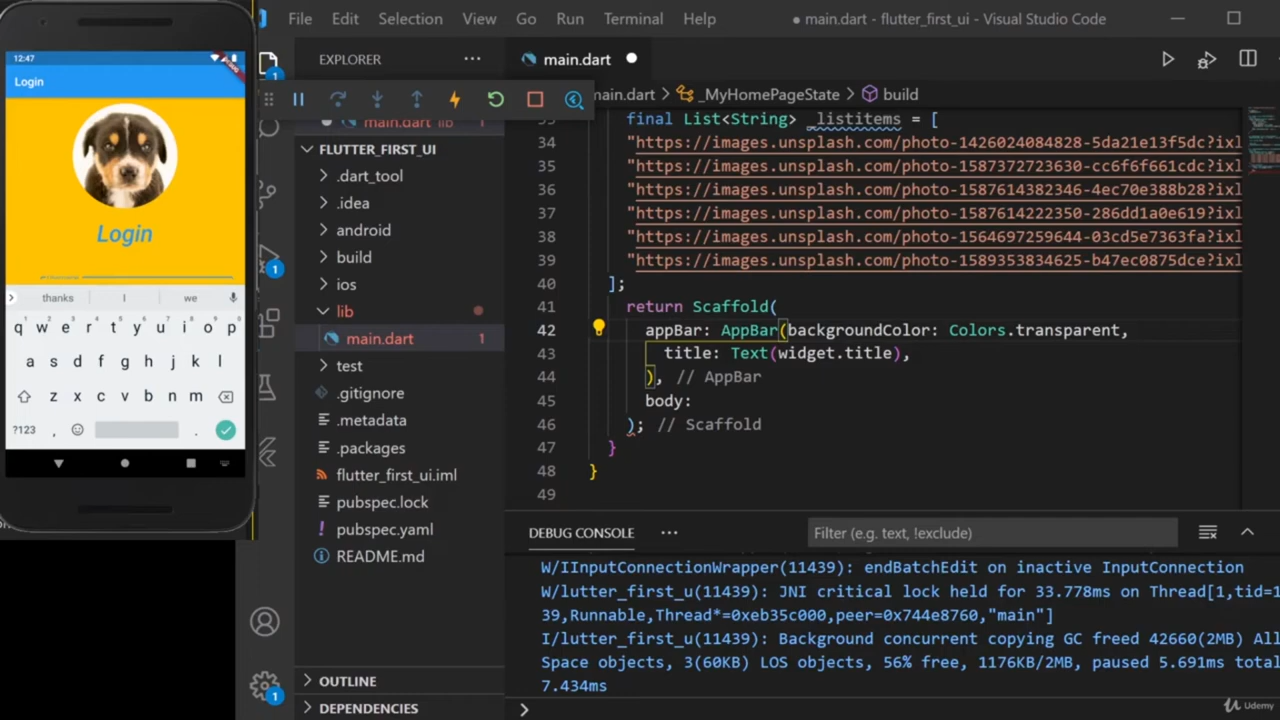 12:47
Login
Login
thanks
I
we
q w e r t y u i o p
a s d f g h j k l
z x c v b n m
?123 , .
File Edit Selection View Go Run Terminal Help
● main.dart - flutter_first_ui - Visual Studio Code
EXPLORER
main.dart
main.dart lib 1
FLUTTER_FIRST_UI
.dart_tool
.idea
android
build
ios
lib
main.dart 1
test
.gitignore
.metadata
.packages
flutter_first_ui.iml
pubspec.lock
pubspec.yaml
README.md
OUTLINE
DEPENDENCIES
1
1
1
main.dart > _MyHomePageState > build
final List<String> _listitems = [
34 "https://images.unsplash.com/photo-1426024084828-5da21e13f5dc?ixl
35 "https://images.unsplash.com/photo-1587372723630-cc6f6f661cdc?ixl
36 "https://images.unsplash.com/photo-1587614382346-4ec70e388b28?ixl
37 "https://images.unsplash.com/photo-1587614222350-286dd1a0e619?ixl
38 "https://images.unsplash.com/photo-1564697259644-03cd5e7363fa?ixl
39 "https://images.unsplash.com/photo-1589353834625-b47ec0875dce?ixl
40 ];
41 return Scaffold(
42 appBar: AppBar(backgroundColor: Colors.transparent,
43 title: Text(widget.title),
44 ), // AppBar
45 body:
46 ); // Scaffold
47 }
48 }
49
DEBUG CONSOLE
Filter (e.g. text, !exclude)
W/IInputConnectionWrapper(11439): endBatchEdit on inactive InputConnection
W/lutter_first_u(11439): JNI critical lock held for 33.778ms on Thread[1,tid=1
39,Runnable,Thread*=0xeb35c000,peer=0x744e8760,"main"]
I/lutter_first_u(11439): Background concurrent copying GC freed 42660(2MB) All
Space objects, 3(60KB) LOS objects, 56% free, 1176KB/2MB, paused 5.691ms total
7.434ms
Udemy